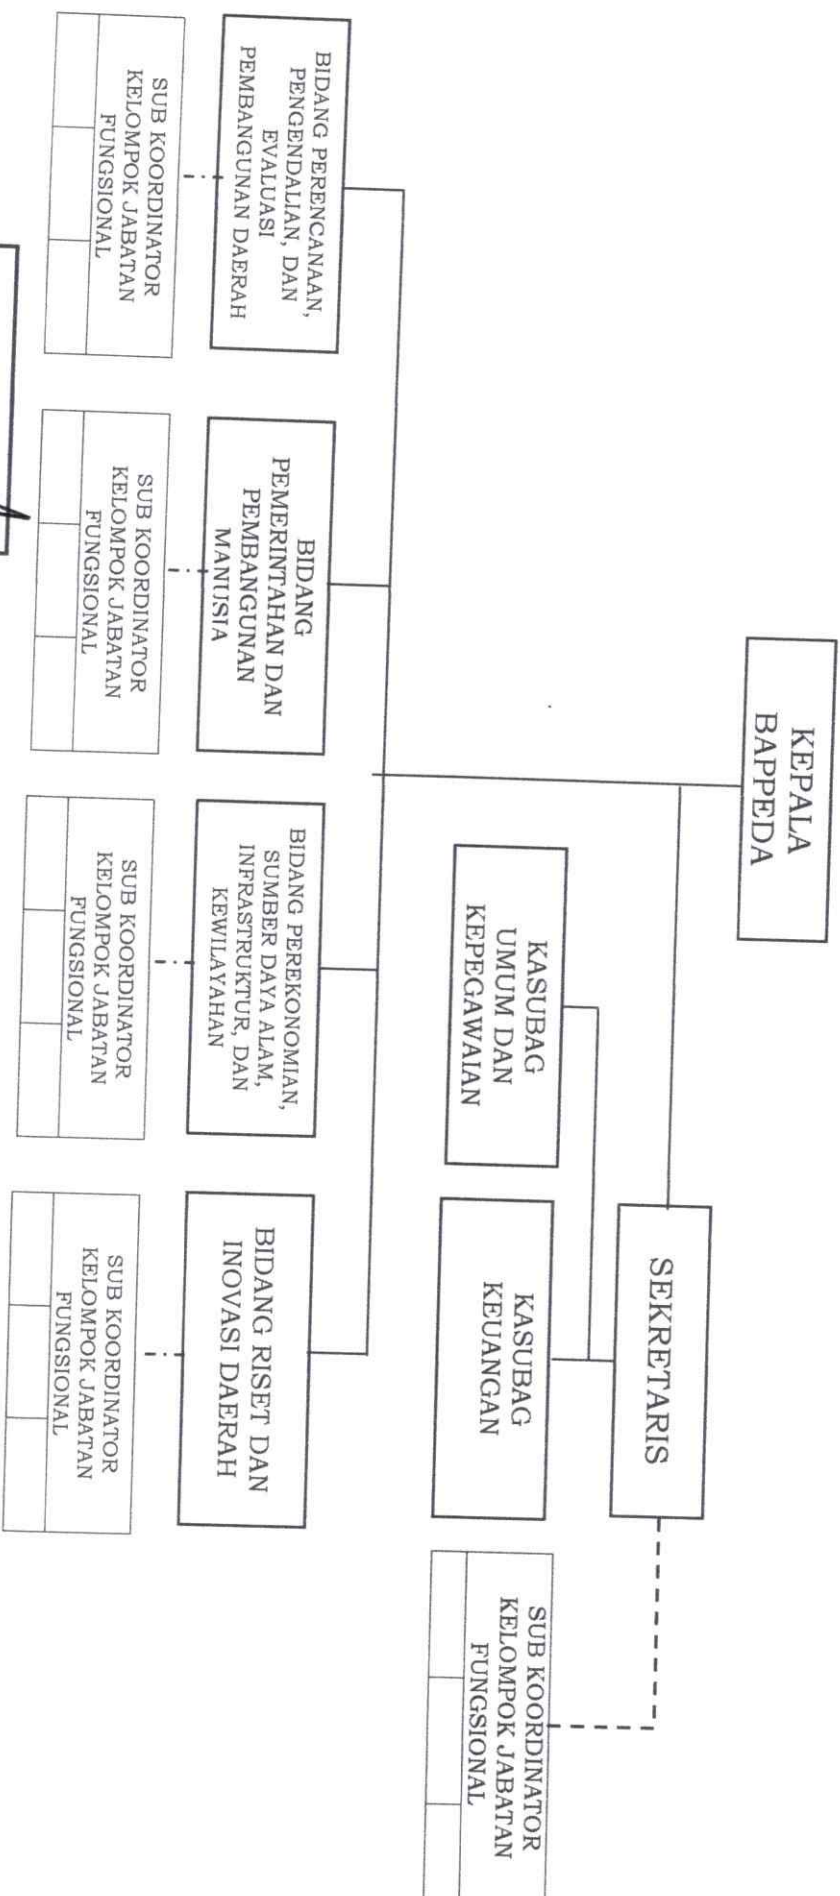 KEPALA
BAPPEDA
SEKRETARIS
KASUBAG
UMUM DAN
KEPEGAWAIAN
KASUBAG
KEUANGAN
SUB KOORDINATOR
KELOMPOK JABATAN
FUNGSIONAL
BIDANG PERENCANAAN,
PENGENDALIAN, DAN
EVALUASI
PEMBANGUNAN DAERAH
BIDANG
PEMERINTAHAN DAN
PEMBANGUNAN
MANUSIA
BIDANG PEREKONOMIAN,
SUMBER DAYA ALAM,
INFRASTRUKTUR, DAN
KEWILAYAHAN
BIDANG RISET DAN
INOVASI DAERAH
SUB KOORDINATOR
KELOMPOK JABATAN
FUNGSIONAL
SUB KOORDINATOR
KELOMPOK JABATAN
FUNGSIONAL
SUB KOORDINATOR
KELOMPOK JABATAN
FUNGSIONAL
SUB KOORDINATOR
KELOMPOK JABATAN
FUNGSIONAL